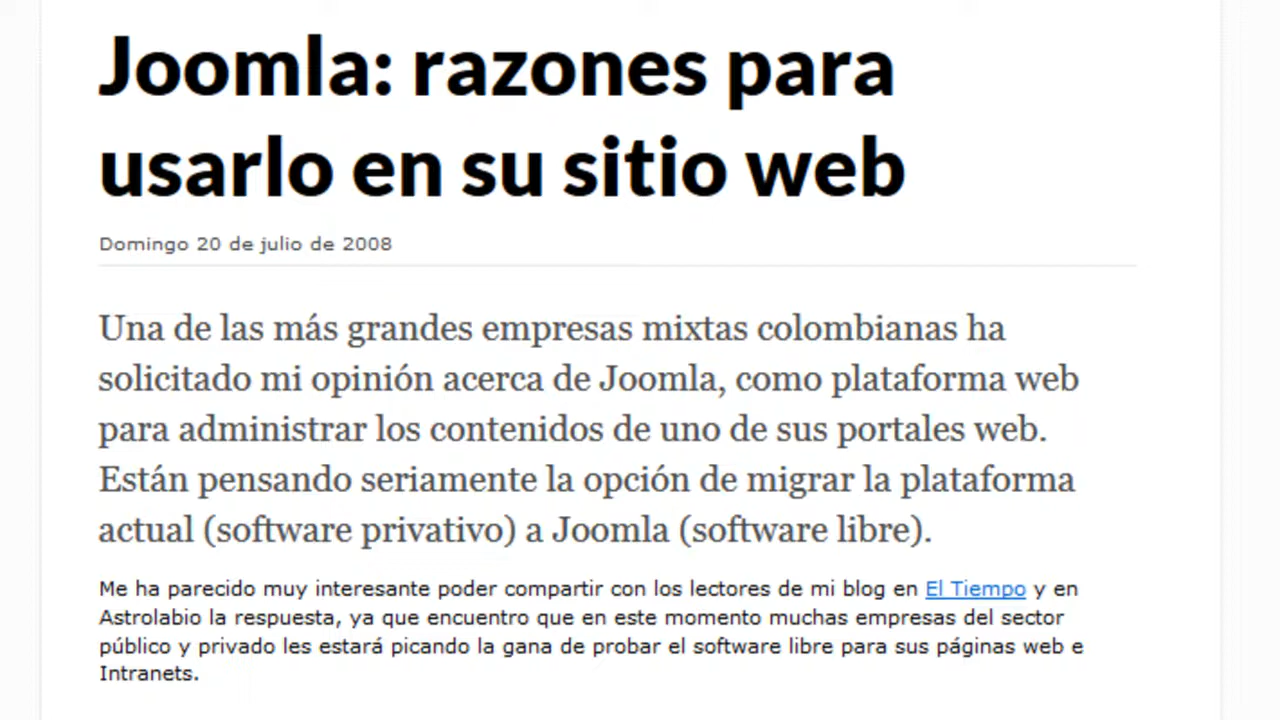 Joomla: razones para
usarlo en su sitio web
Domingo 20 de julio de 2008
Una de las más grandes empresas mixtas colombianas ha
solicitado mi opinión acerca de Joomla, como plataforma web
para administrar los contenidos de uno de sus portales web.
Están pensando seriamente la opción de migrar la plataforma
actual (software privativo) a Joomla (software libre).
Me ha parecido muy interesante poder compartir con los lectores de mi blog en El Tiempo y en
Astrolabio la respuesta, ya que encuentro que en este momento muchas empresas del sector
público y privado les estará picando la gana de probar el software libre para sus páginas web e
Intranets.